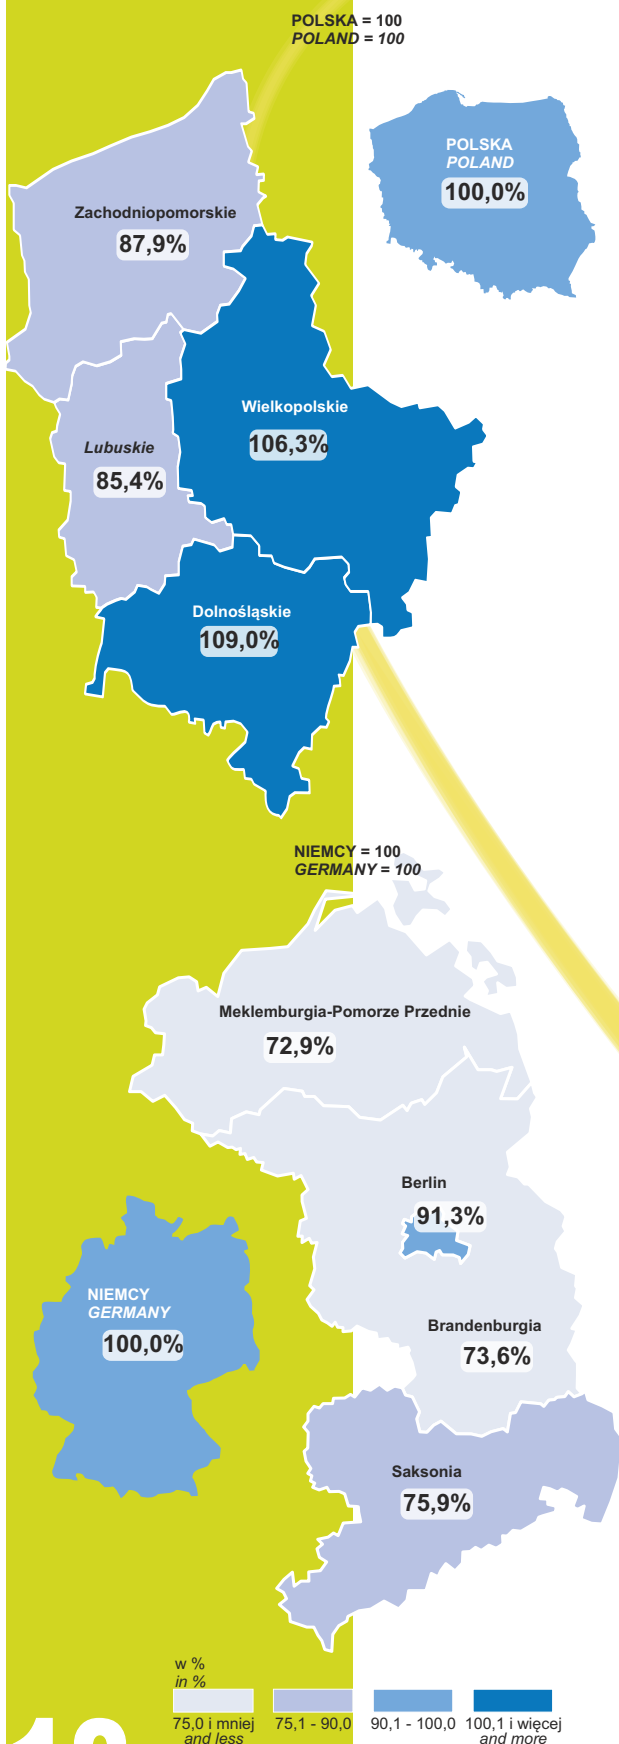 POLSKA = 100
POLAND = 100
POLSKA
POLAND
100,0%
Zachodniopomorskie
87,9%
Wielkopolskie
106,3%
Lubuskie
85,4%
Dolnośląskie
109,0%
NIEMCY = 100
GERMANY = 100
Meklemburgia-Pomorze Przednie
72,9%
Berlin
91,3%
NIEMCY
GERMANY
100,0%
Brandenburgia
73,6%
Saksonia
75,9%
w %
in %
75,0 i mniej
and less
75,1 - 90,0
90,1 - 100,0
100,1 i więcej
and more